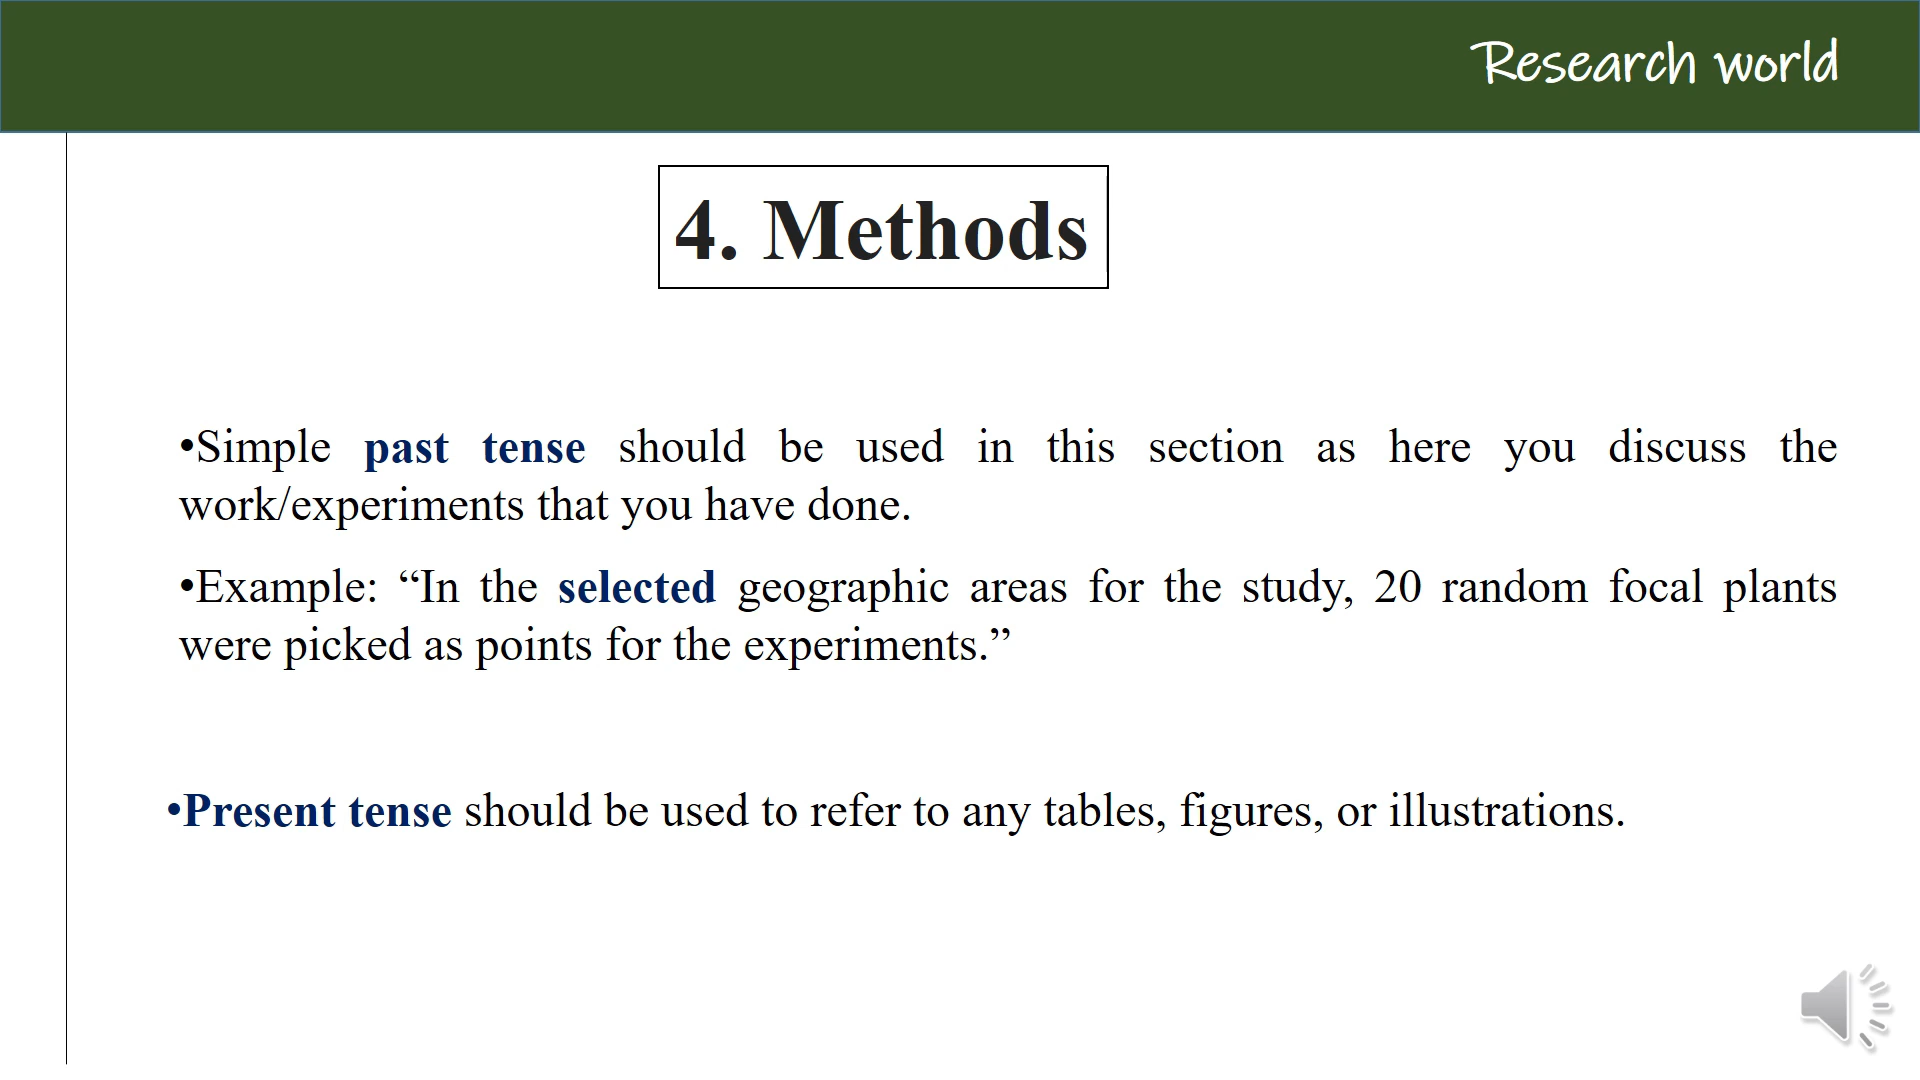 Research world
4. Methods
•Simple past tense should be used in this section as here you discuss the
work/experiments that you have done.
•Example: “In the selected geographic areas for the study, 20 random focal plants
were picked as points for the experiments.”
•Present tense should be used to refer to any tables, figures, or illustrations.